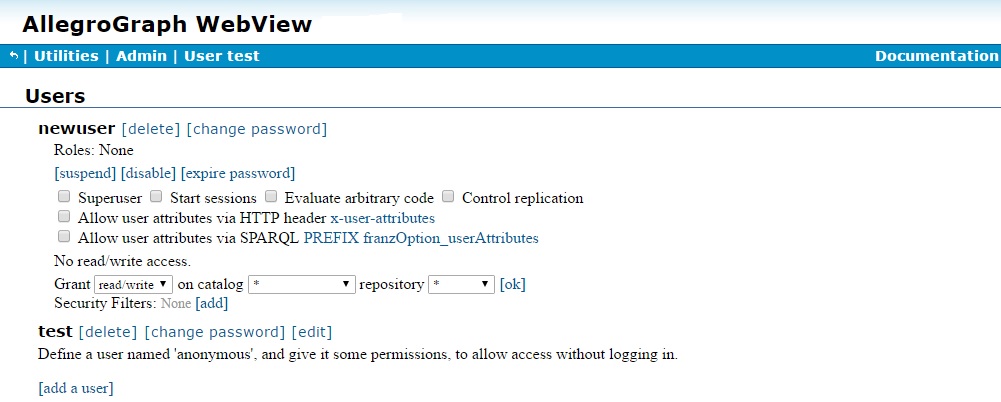 AllegroGraph WebView
| Utilities | Admin | User test Documentation
Users
newuser [delete] [change password]
Roles: None
[suspend] [disable] [expire password]
Superuser Start sessions Evaluate arbitrary code Control replication
Allow user attributes via HTTP header x-user-attributes
Allow user attributes via SPARQL PREFIX franzOption_userAttributes
No read/write access.
Grant read/write on catalog * repository * [ok]
Security Filters: None [add]
test [delete] [change password] [edit]
Define a user named 'anonymous', and give it some permissions, to allow access without logging in.
[add a user]